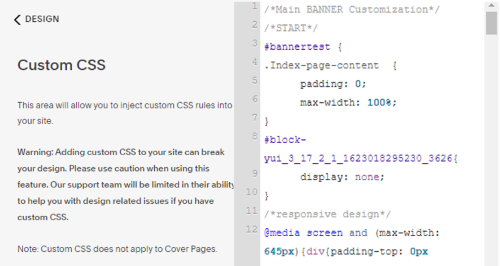 DESIGN
Custom CSS
This area will allow you to inject custom CSS rules into
your site.
Warning: Adding custom CSS to your site can break
your design. Please use caution when using this
feature. Our support team will be limited in their ability
to help you with design related issues if you have
custom CSS.
Note: Custom CSS does not apply to Cover Pages.
1 /*Main BANNER Customization*/
2 /*START*/
3 #bannertest {
4 .Index-page-content  {
5 padding: 0;
6 max-width: 100%;
7 }
8 #block-
yui_3_17_2_1_1623018295230_3626{
9 display: none;
10 }
11 /*responsive design*/
12 @media screen and (max-width:
645px){div{padding-top: 0px